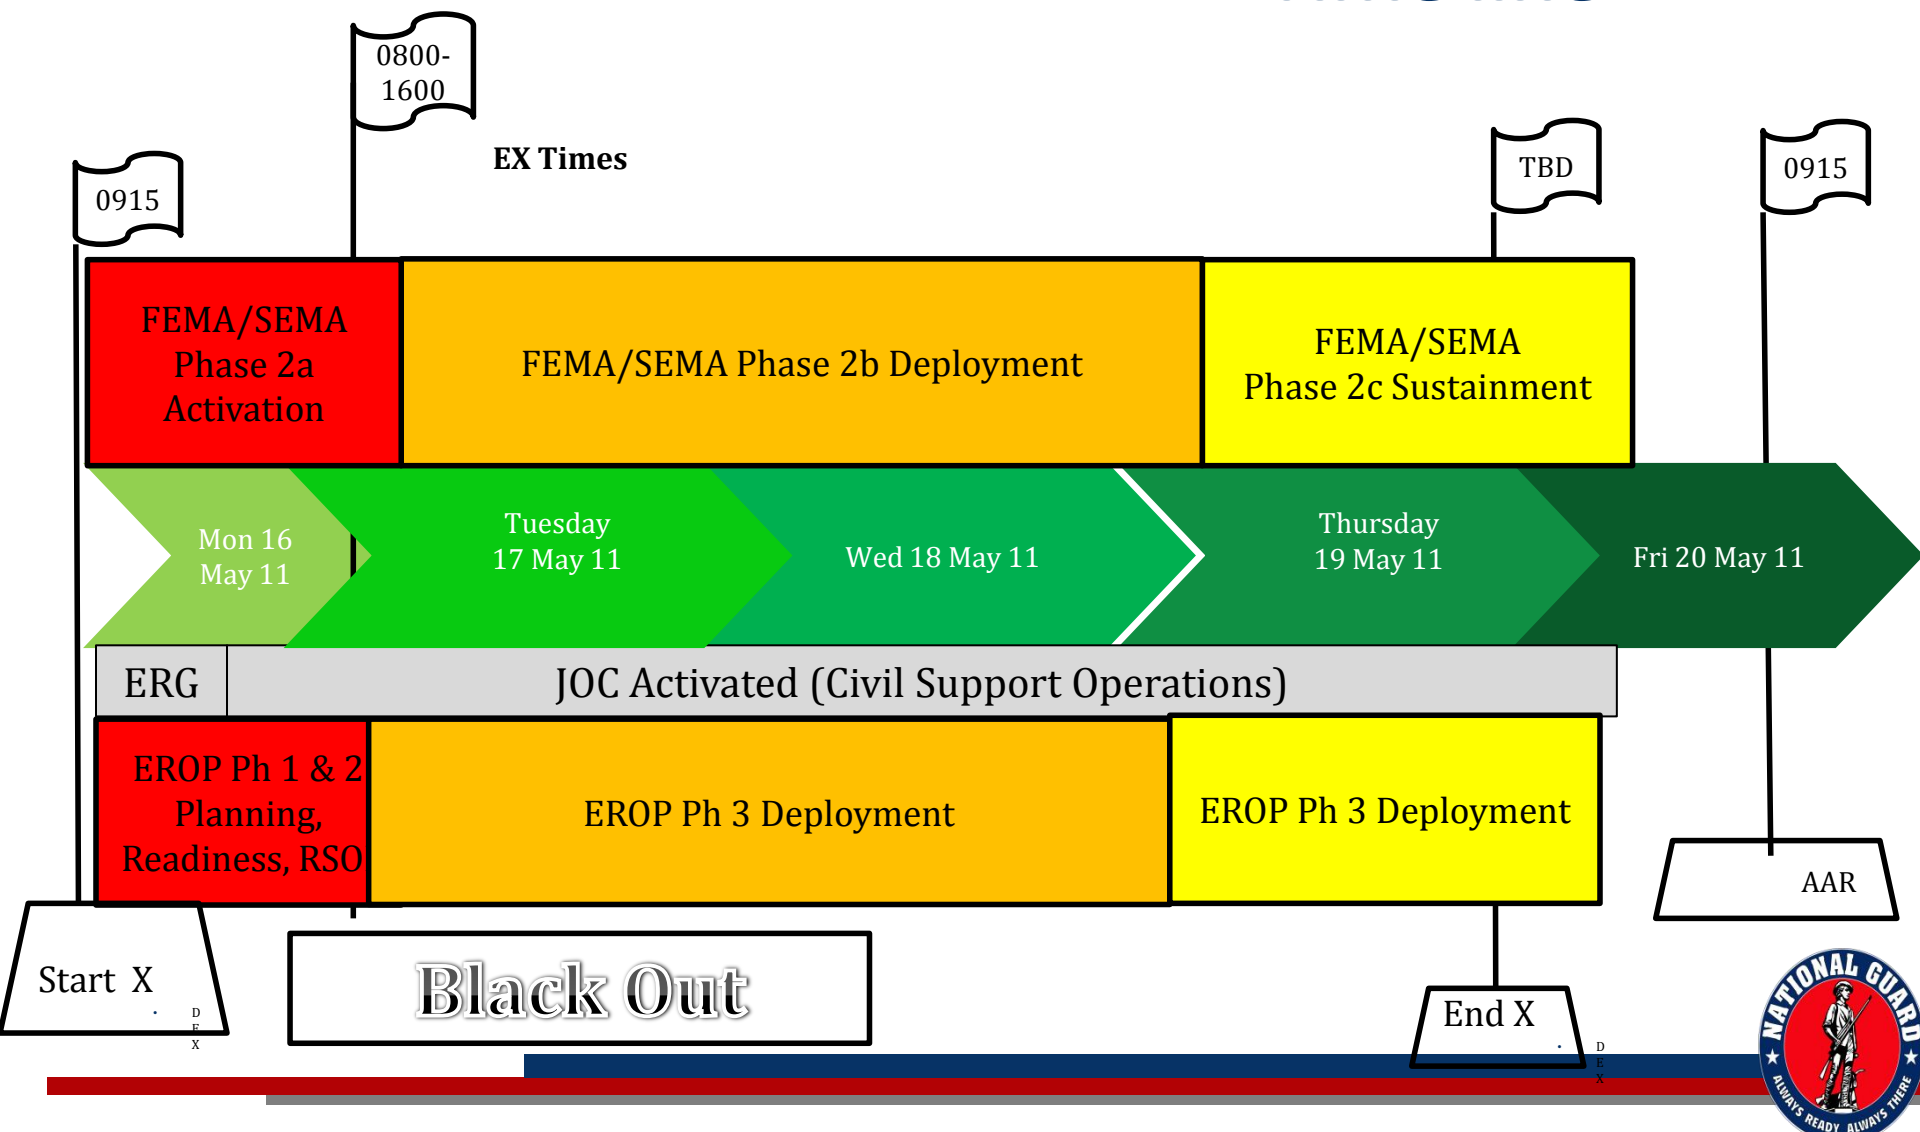 0800-
1600
EX Times
0915
TBD
0915
FEMA/SEMA
Phase 2a
Activation
FEMA/SEMA Phase 2b Deployment
FEMA/SEMA
Phase 2c Sustainment
Mon 16
May 11
Tuesday
17 May 11
Wed 18 May 11
Thursday
19 May 11
Fri 20 May 11
ERG
JOC Activated (Civil Support Operations)
EROP Ph 1 & 2
Planning,
Readiness, RSO
EROP Ph 3 Deployment
EROP Ph 3 Deployment
AAR
Start X
D
E
X
Black Out
End X
D
E
X
NATIONAL GUARD
ALWAYS READY ALWAYS THERE